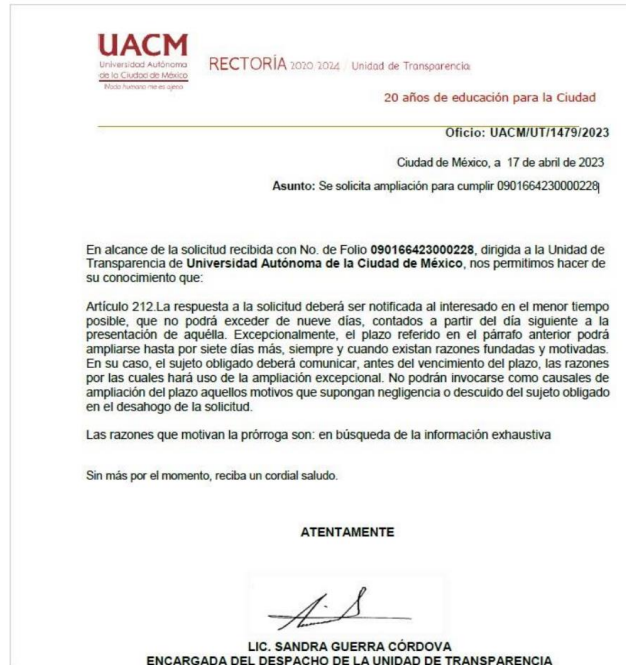 UACM
Universidad Autónoma
de la Ciudad de México
Nada humano me es ajeno
RECTORÍA 2020 2024 / Unidad de Transparencia
20 años de educación para la Ciudad
Oficio: UACM/UT/1479/2023
Ciudad de México, a 17 de abril de 2023
Asunto: Se solicita ampliación para cumplir 0901664230000228
En alcance de la solicitud recibida con No. de Folio 090166423000228, dirigida a la Unidad de
Transparencia de Universidad Autónoma de la Ciudad de México, nos permitimos hacer de
su conocimiento que:
Artículo 212.La respuesta a la solicitud deberá ser notificada al interesado en el menor tiempo
posible, que no podrá exceder de nueve días, contados a partir del día siguiente a la
presentación de aquélla. Excepcionalmente, el plazo referido en el párrafo anterior podrá
ampliarse hasta por siete días más, siempre y cuando existan razones fundadas y motivadas.
En su caso, el sujeto obligado deberá comunicar, antes del vencimiento del plazo, las razones
por las cuales hará uso de la ampliación excepcional. No podrán invocarse como causales de
ampliación del plazo aquellos motivos que supongan negligencia o descuido del sujeto obligado
en el desahogo de la solicitud.
Las razones que motivan la prórroga son: en búsqueda de la información exhaustiva
Sin más por el momento, reciba un cordial saludo.
ATENTAMENTE
LIC. SANDRA GUERRA CÓRDOVA
ENCARGADA DEL DESPACHO DE LA UNIDAD DE TRANSPARENCIA